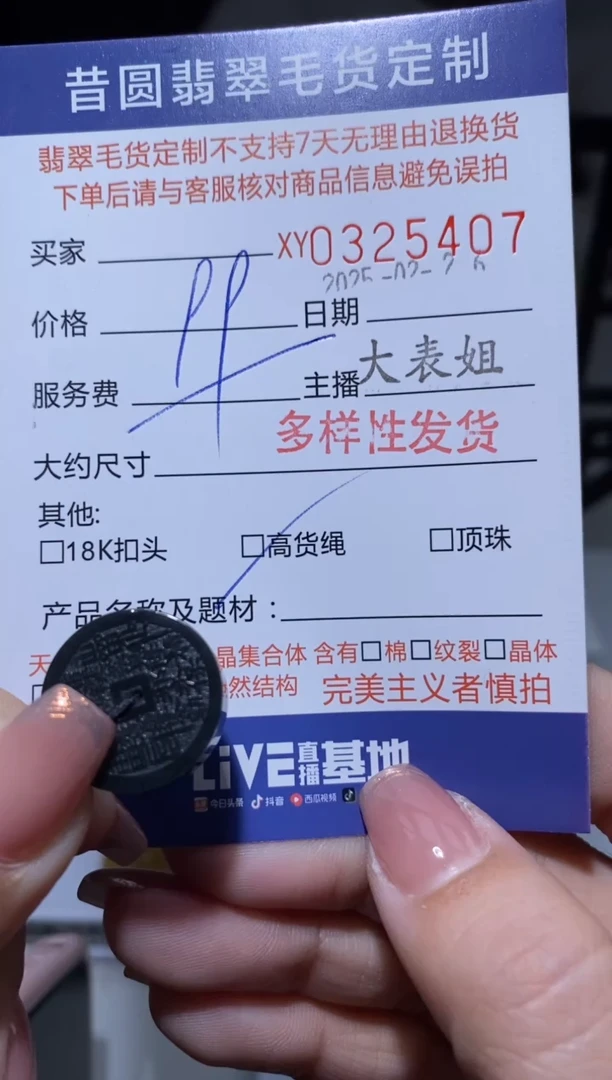 昔圆翡翠毛货定制
翡翠毛货定制不支持7天无理由退换货
下单后请与客服核对商品信息避免误拍
买家 XY0325407
2025-02-26
价格 日期
服务费 主播 大表姐
多样性发货
大约尺寸
其他:
□18K扣头 □高货绳 □顶珠
产品名称及题材：
天 晶集合体 含有□棉□纹裂□晶体
然结构 完美主义者慎拍
LiVE直播基地
今日头条 抖音 西瓜视频